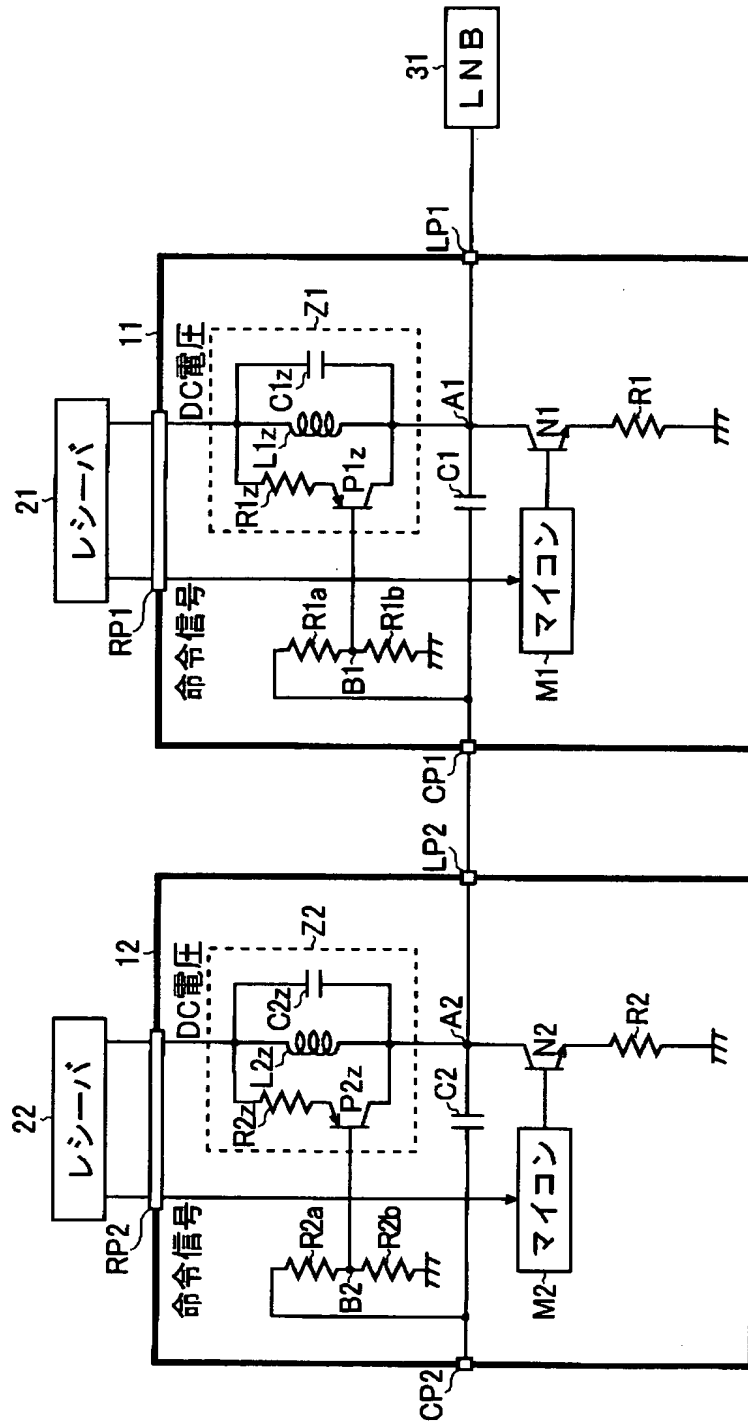 22
レシーバ
RP2
12
命令信号
DC電圧
Z2
R2z
L2z
C2z
P2z
R2a
B2
R2b
CP2
C2
A2
LP2
M2
マイコン
N2
R2
21
レシーバ
RP1
11
命令信号
DC電圧
Z1
R1z
L1z
C1z
P1z
R1a
B1
R1b
CP1
C1
A1
LP1
M1
マイコン
N1
R1
31
LNB